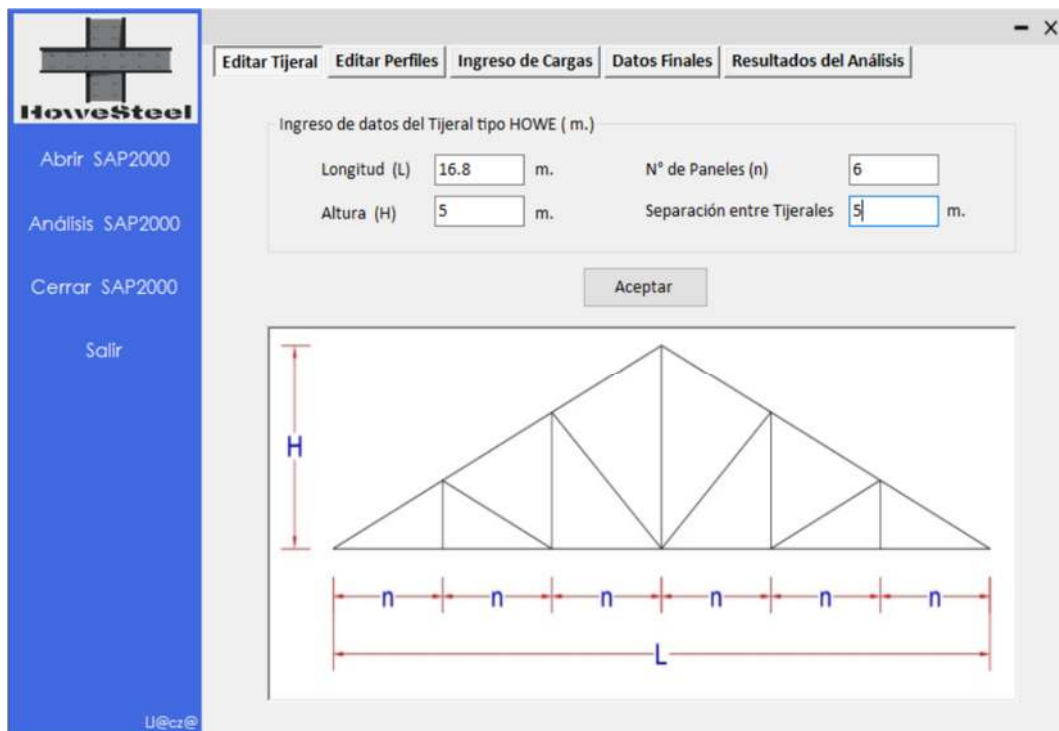 HoweSteel
Abrir SAP2000
Análisis SAP2000
Cerrar SAP2000
Salir
LI@cz@
Editar Tijeral
Editar Perfiles
Ingreso de Cargas
Datos Finales
Resultados del Análisis
Ingreso de datos del Tijeral tipo HOWE ( m.)
Longitud (L) 16.8 m.
N° de Paneles (n) 6
Altura (H) 5 m.
Separación entre Tijerales 5 m.
Aceptar
H
n n n n n n
L